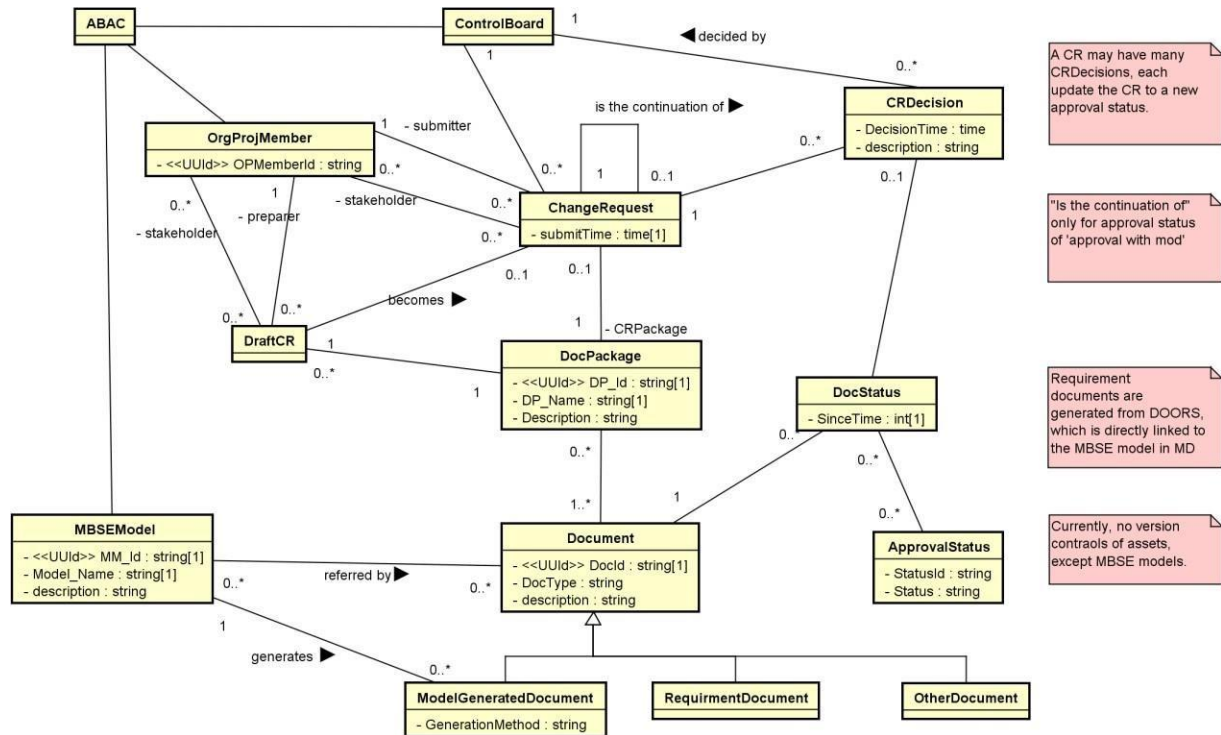 ABAC
ControlBoard
1
◀ decided by
1
0..*
A CR may have many
CRDecisions, each
update the CR to a new
approval status.
CRDecision
- DecisionTime : time
- description : string
is the continuation of ▶
OrgProjMember
- <<UUId>> OPMemberId : string
1
- submitter
0..*
0..*
0..*
1
0..1
0..*
0..1
"Is the continuation of"
only for approval status
of 'approval with mod'
0..*
1
- preparer
- stakeholder
- stakeholder
0..*
0..*
ChangeRequest
- submitTime : time[1]
1
0..1
0..1
becomes ▶
0..*
0..*
DraftCR
1
0..*
1
- CRPackage
1
DocPackage
- <<UUId>> DP_Id : string[1]
- DP_Name : string[1]
- Description : string
DocStatus
- SinceTime : int[1]
Requirement
documents are
generated from DOORS,
which is directly linked to
the MBSE model in MD
0..*
0..*
0..*
1..*
1
0..*
MBSEModel
- <<UUId>> MM_Id : string[1]
- Model_Name : string[1]
- description : string
0..*
referred by ▶
0..*
Document
- <<UUId>> DocId : string[1]
- DocType : string
- description : string
ApprovalStatus
- StatusId : string
- Status : string
Currently, no version
contraols of assets,
except MBSE models.
1
generates ▶
0..*
ModelGeneratedDocument
- GenerationMethod : string
RequirmentDocument
OtherDocument